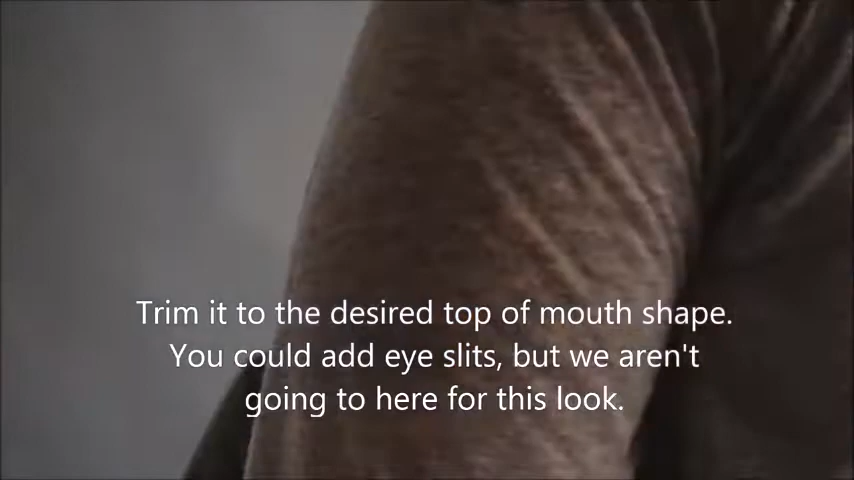 Trim it to the desired top of mouth shape.
You could add eye slits, but we aren't
going to here for this look.